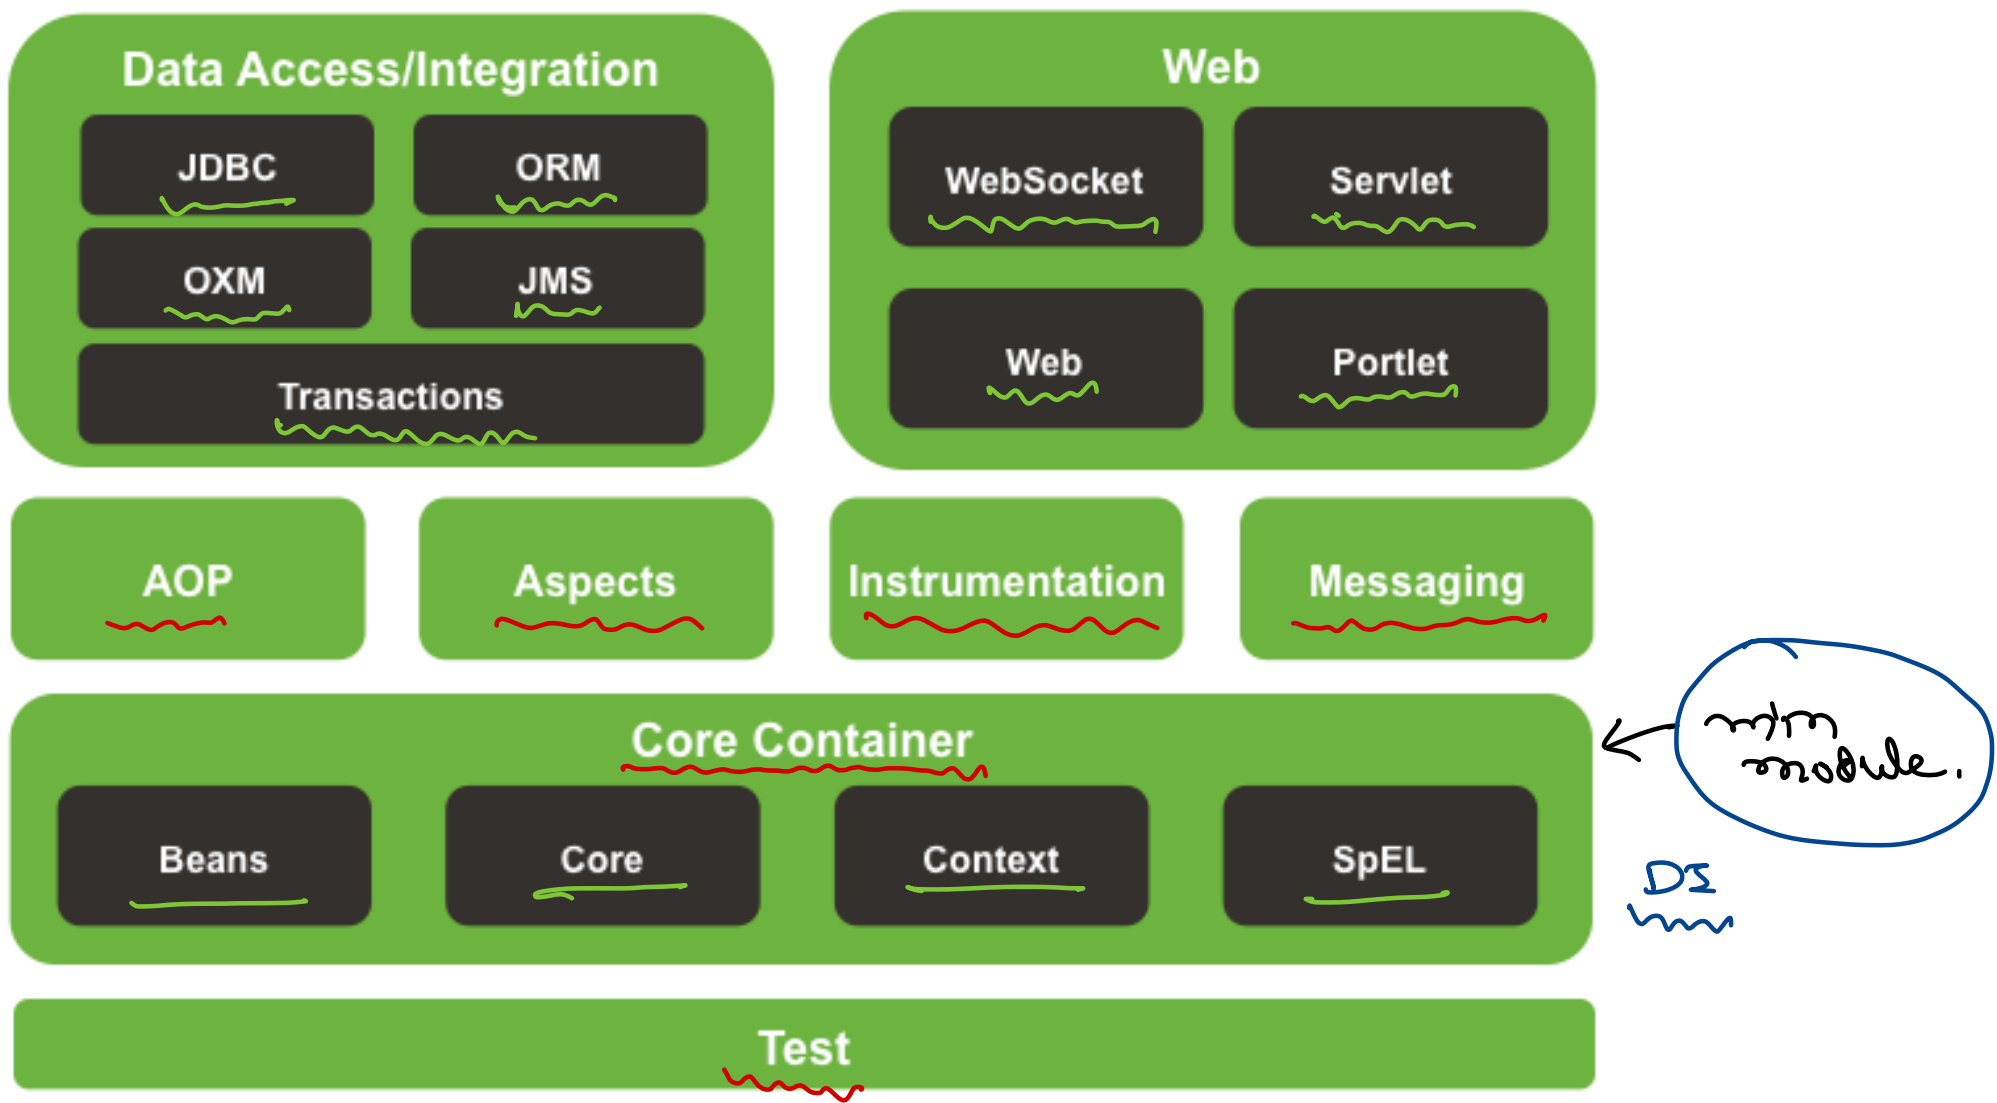 Data Access/Integration
JDBC
ORM
OXM
JMS
Transactions
Web
WebSocket
Servlet
Web
Portlet
AOP
Aspects
Instrumentation
Messaging
Core Container
Beans
Core
Context
SpEL
min
module.
DI
Test